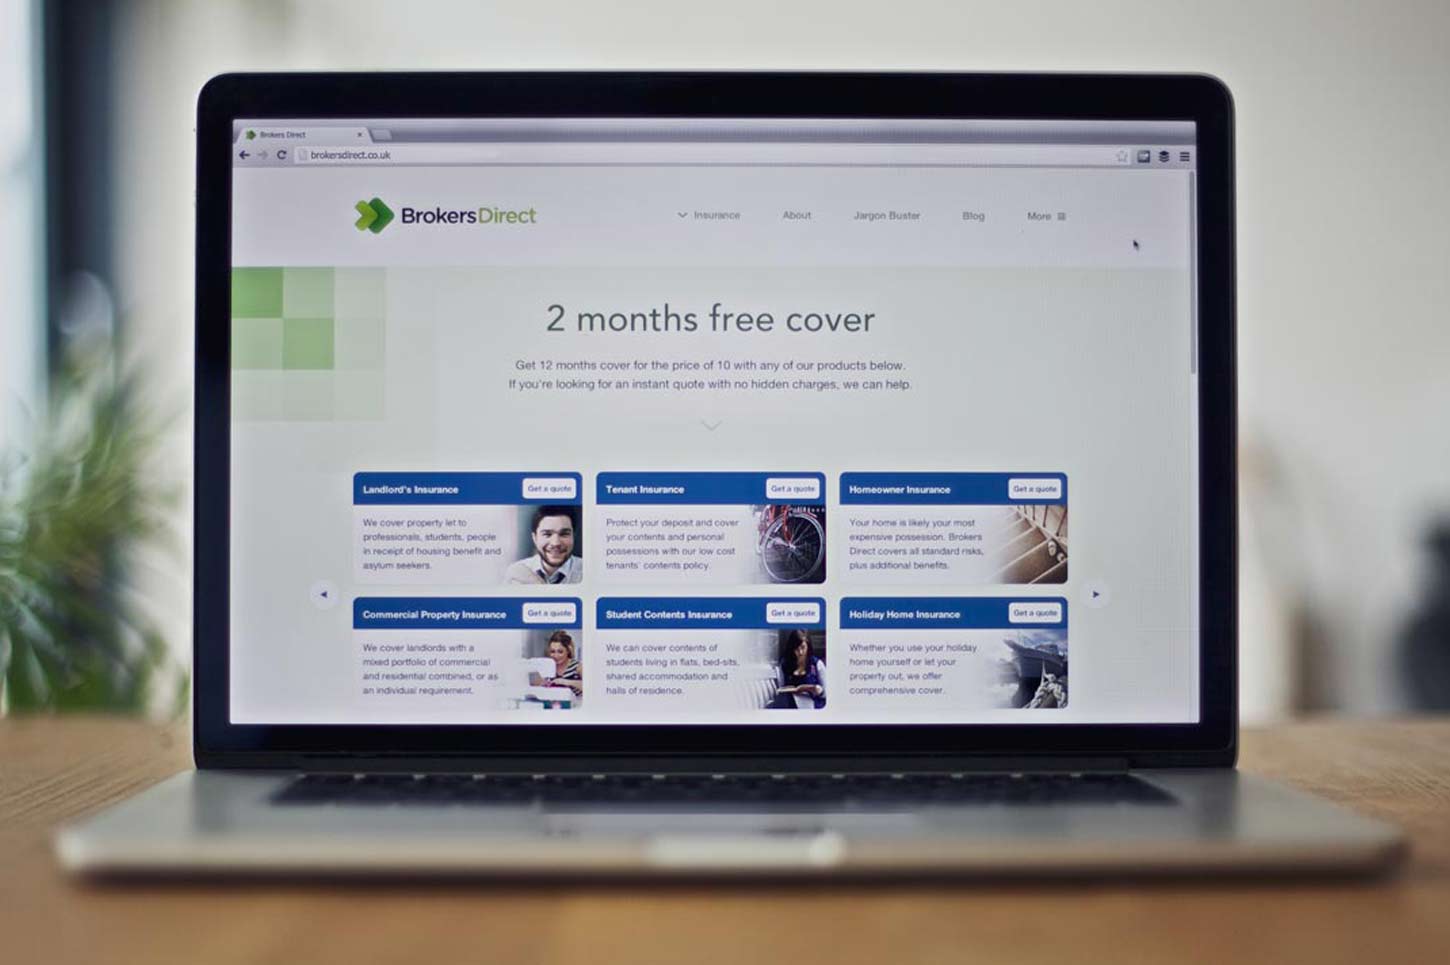 Brokers Direct
brokersdirect.co.uk
BrokersDirect
Insurance About Jargon Buster Blog More
2 months free cover
Get 12 months cover for the price of 10 with any of our products below.
If you're looking for an instant quote with no hidden charges, we can help.
Landlord's Insurance Get a quote
We cover property let to
professionals, students, people
in receipt of housing benefit and
asylum seekers.
Tenant Insurance Get a quote
Protect your deposit and cover
your contents and personal
possessions with our low cost
tenants' contents policy.
Homeowner Insurance Get a quote
Your home is likely your most
expensive possession. Brokers
Direct covers all standard risks,
plus additional benefits.
Commercial Property Insurance Get a quote
We cover landlords with a
mixed portfolio of commercial
and residential combined, or as
an individual requirement.
Student Contents Insurance Get a quote
We can cover contents of
students living in flats, bed-sits,
shared accommodation and
halls of residence.
Holiday Home Insurance Get a quote
Whether you use your holiday
home yourself or let your
property out, we offer
comprehensive cover.